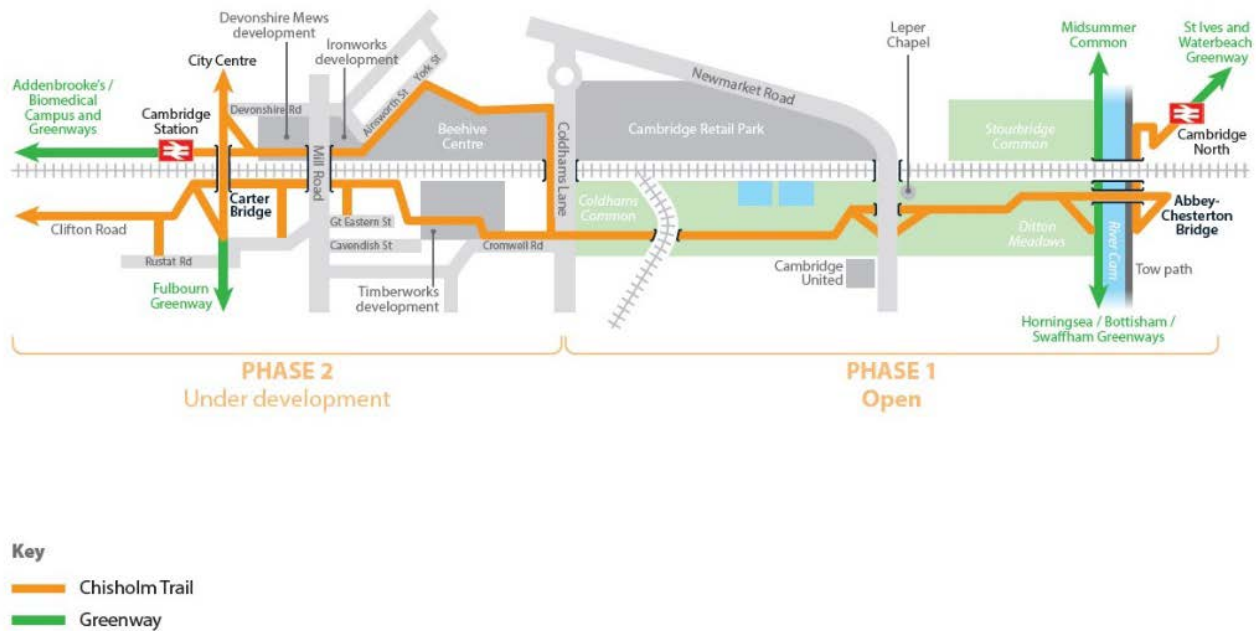 Devonshire Mews
development
Ironworks
development
City Centre
York St
Ainsworth St
Leper
Chapel
Newmarket Road
Midsummer
Common
St Ives and
Waterbeach
Greenway
Addenbrooke's /
Biomedical
Campus and
Greenways
Cambridge
Station
Devonshire Rd
Beehive
Centre
Cambridge Retail Park
Stourbridge
Common
Cambridge
North
Mill Road
Coldhams Lane
Carter
Bridge
Clifton Road
Rustat Rd
Fulbourn
Greenway
Gt Eastern St
Cavendish St
Cromwell Rd
Timberworks
development
Coldhams
Common
Cambridge
United
Ditton
Meadows
River Cam
Abbey-
Chesterton
Bridge
Tow path
Horningsea / Bottisham /
Swaffham Greenways
PHASE 2
Under development
PHASE 1
Open
Key
Chisholm Trail
Greenway